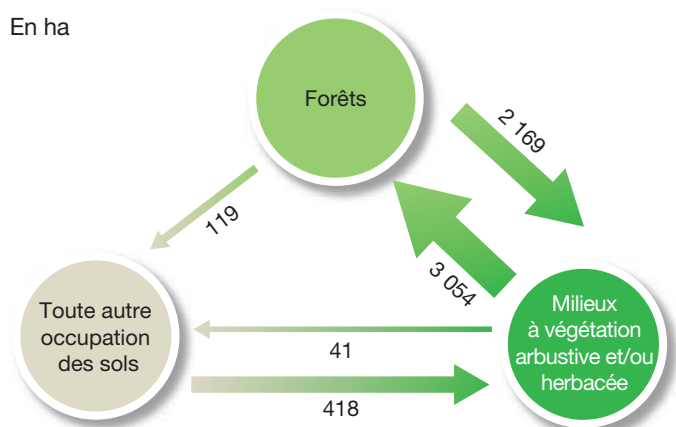 En ha
Forêts
2 169
119
3 054
Toute autre
occupation
des sols
41
418
Milieux
à végétation
arbustive et/ou
herbacée